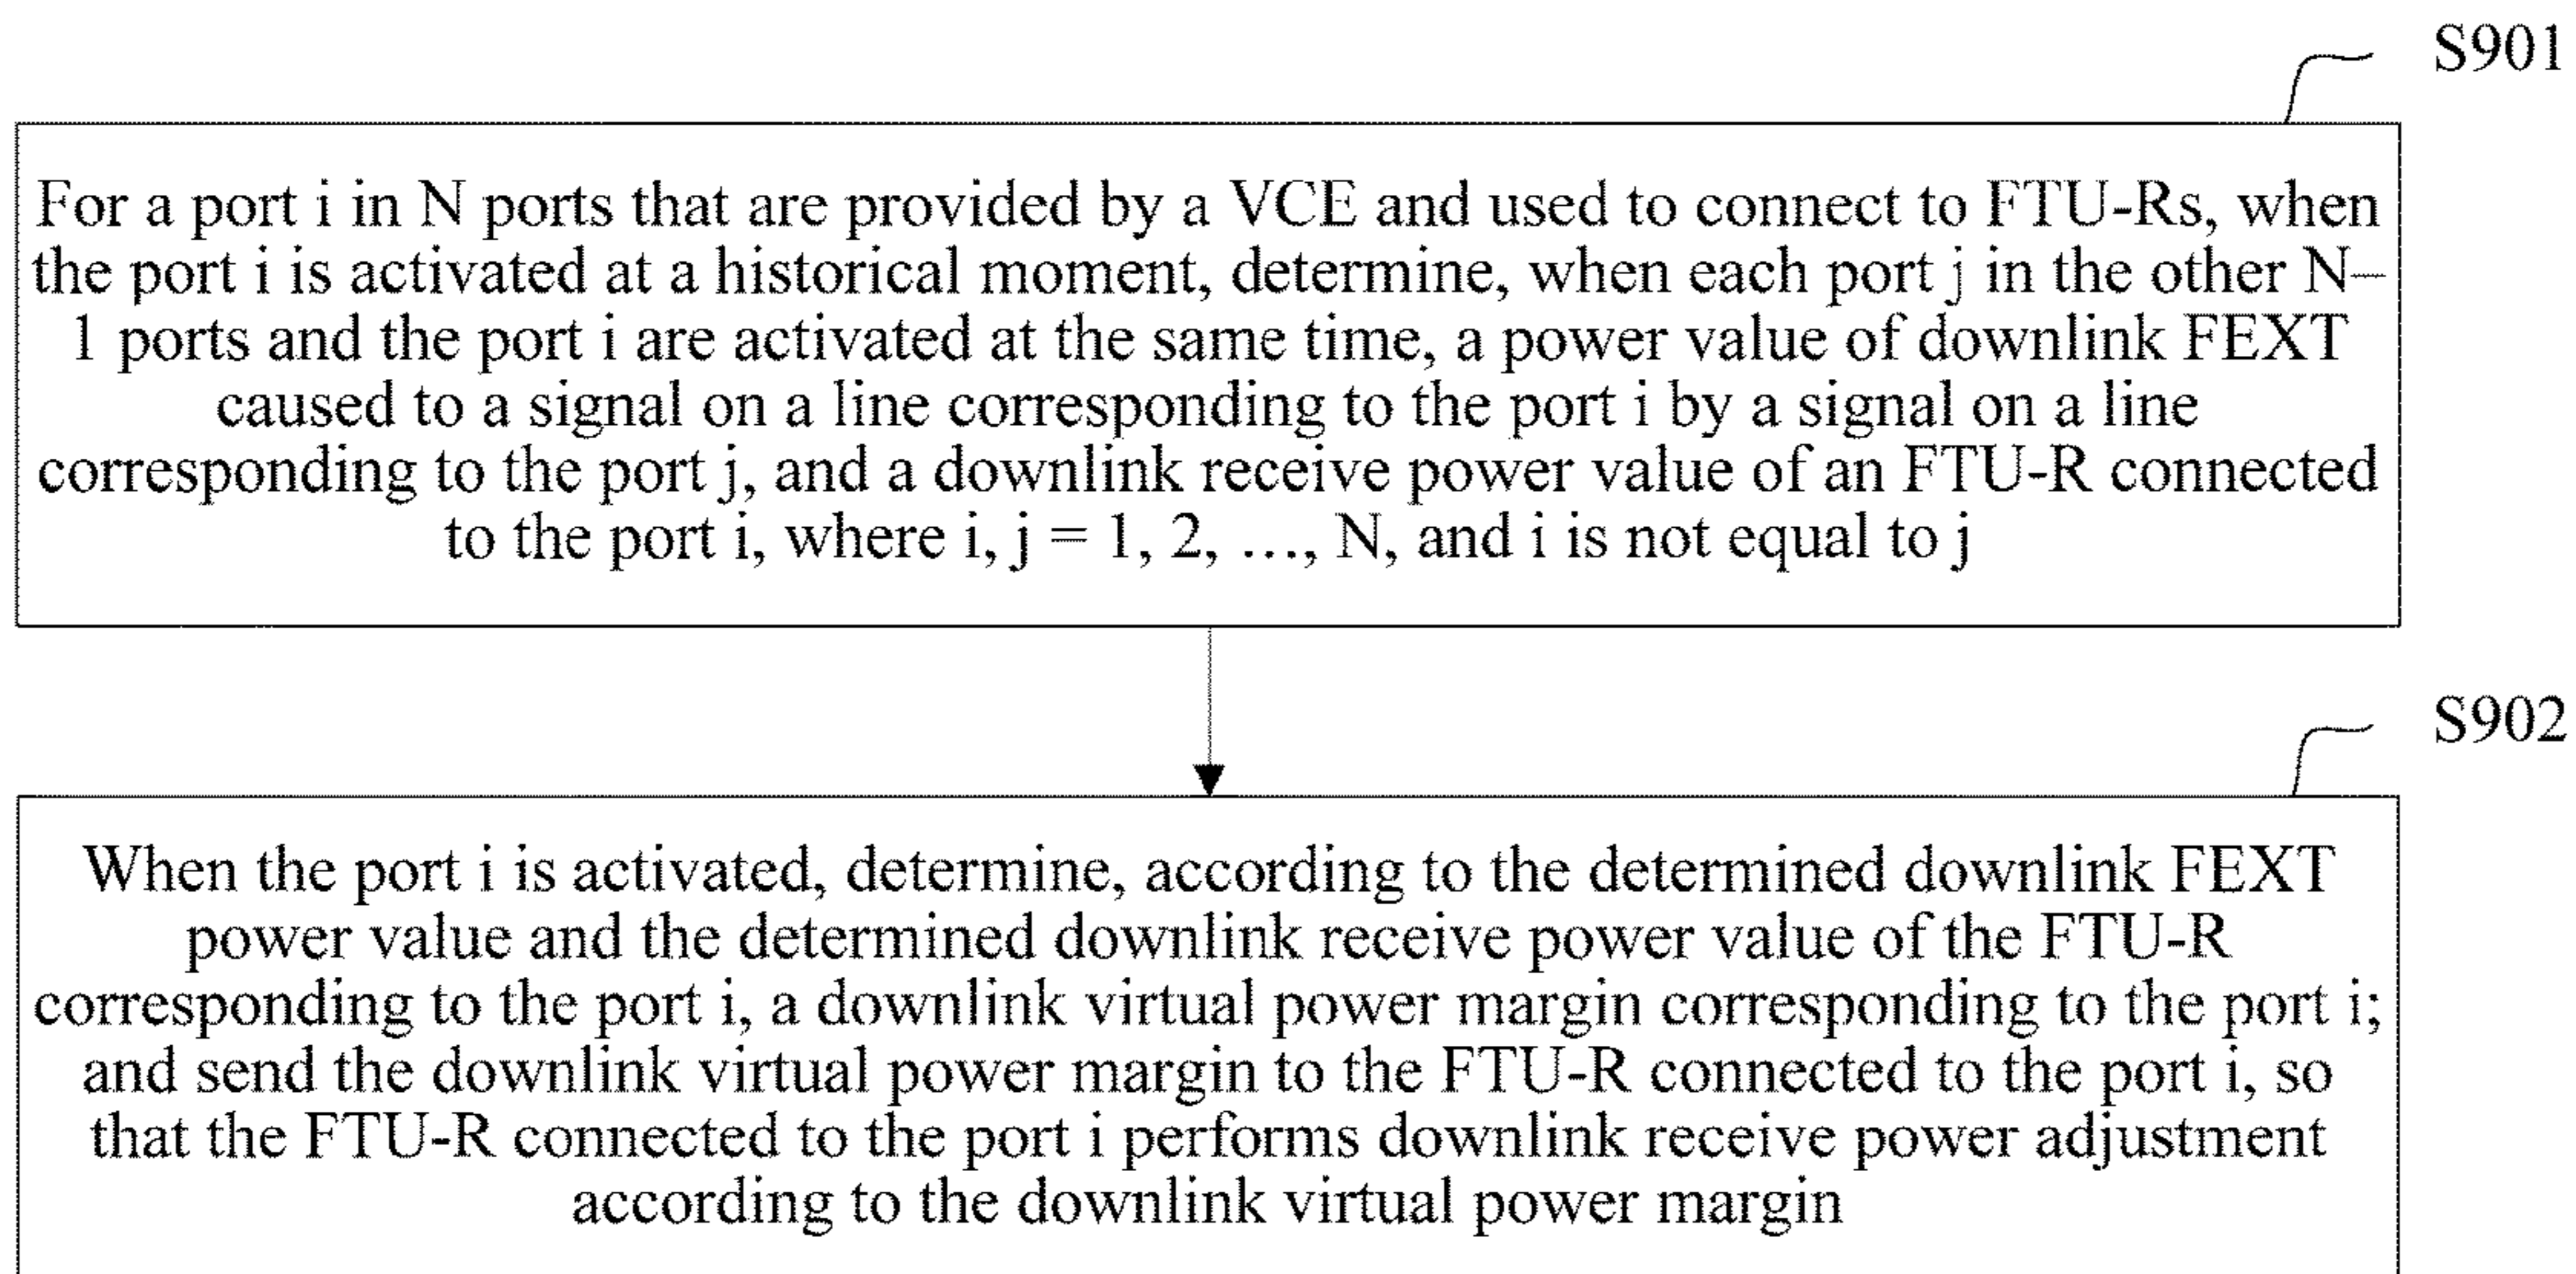 S901
For a port i in N ports that are provided by a VCE and used to connect to FTU-Rs, when
the port i is activated at a historical moment, determine, when each port j in the other N–
1 ports and the port i are activated at the same time, a power value of downlink FEXT
caused to a signal on a line corresponding to the port i by a signal on a line
corresponding to the port j, and a downlink receive power value of an FTU-R connected
to the port i, where i, j = 1, 2, …, N, and i is not equal to j
S902
When the port i is activated, determine, according to the determined downlink FEXT
power value and the determined downlink receive power value of the FTU-R
corresponding to the port i, a downlink virtual power margin corresponding to the port i;
and send the downlink virtual power margin to the FTU-R connected to the port i, so
that the FTU-R connected to the port i performs downlink receive power adjustment
according to the downlink virtual power margin